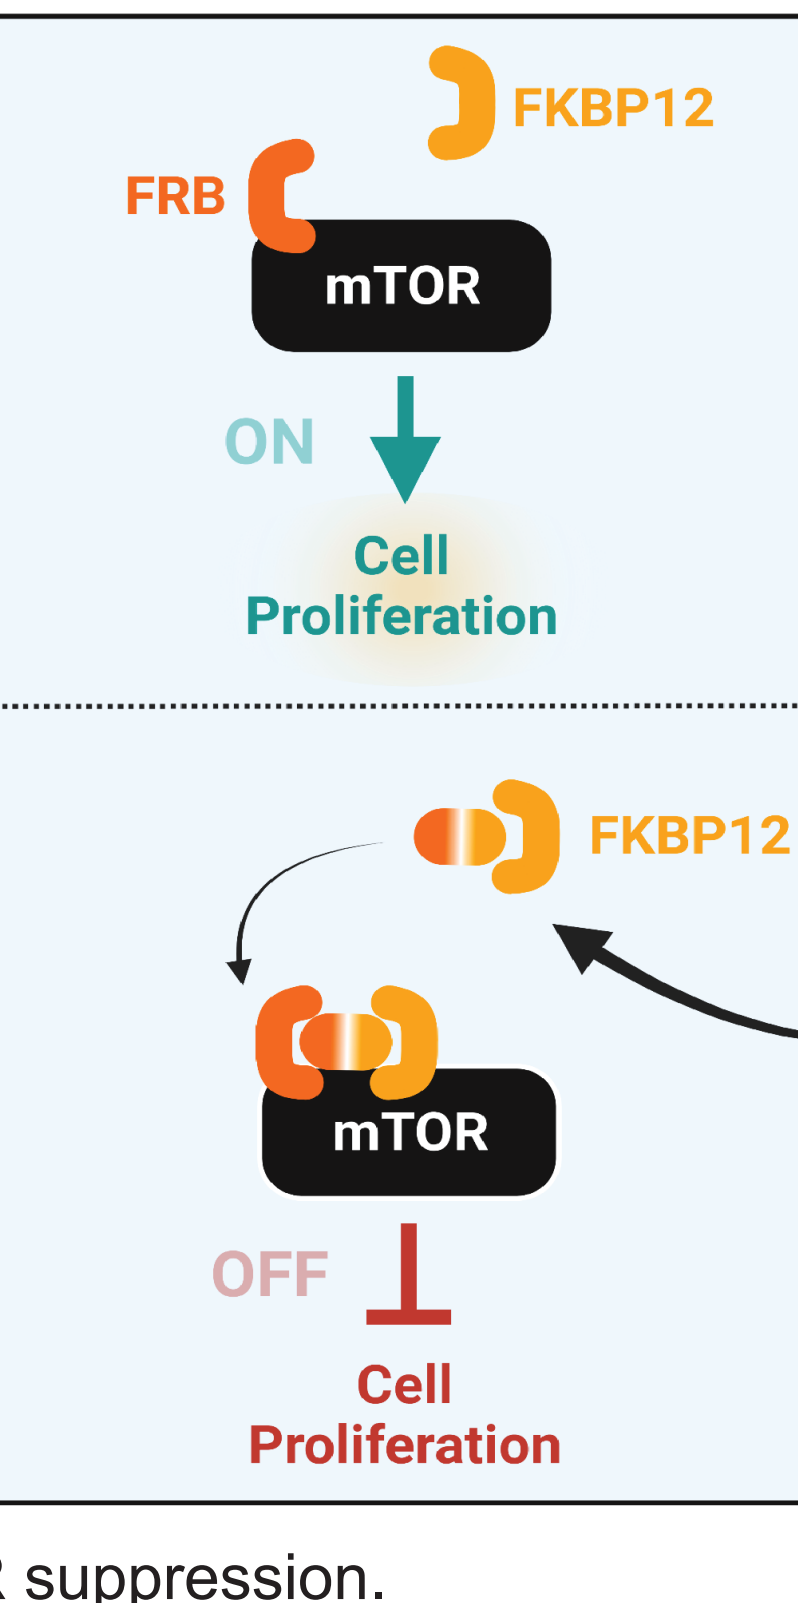 FKBP12
FRB
mTOR
ON
Cell
Proliferation
FKBP12
mTOR
OFF
Cell
Proliferation
suppression.